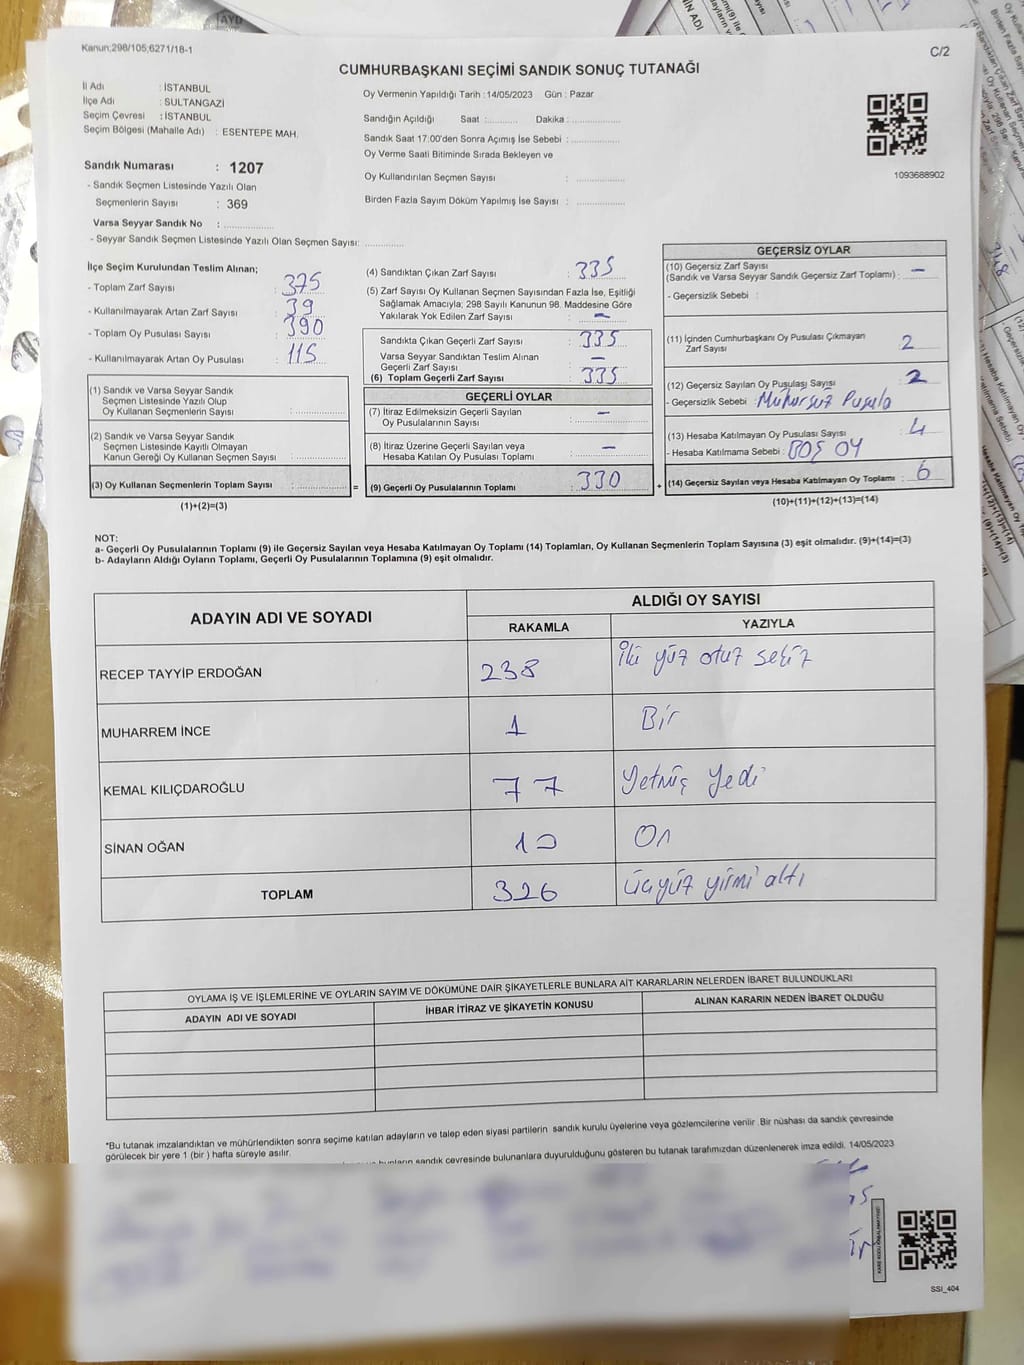 Kanun;298/105;6271/18-1
C/2
CUMHURBAŞKANI SEÇİMİ SANDIK SONUÇ TUTANAĞI
İl Adı : İSTANBUL
İlçe Adı : SULTANGAZİ
Seçim Çevresi : İSTANBUL
Seçim Bölgesi (Mahalle Adı) : ESENTEPE MAH.
Sandık Numarası : 1207
- Sandık Seçmen Listesinde Yazılı Olan
Seçmenlerin Sayısı : 369
Varsa Seyyar Sandık No : ..............
- Seyyar Sandık Seçmen Listesinde Yazılı Olan Seçmen Sayısı: ............
Oy Vermenin Yapıldığı Tarih : 14/05/2023 Gün : Pazar
Sandığın Açıldığı Saat :.......... Dakika :...............
Sandık Saat 17:00'den Sonra Açımış İse Sebebi : ...............
Oy Verme Saati Bitiminde Sırada Bekleyen ve
Oy Kullandırılan Seçmen Sayısı : ...............
Birden Fazla Sayım Döküm Yapılmış İse Sayısı : ...............
1093688902
İlçe Seçim Kurulundan Teslim Alınan;
- Toplam Zarf Sayısı : 375
- Kullanılmayarak Artan Zarf Sayısı : 39
- Toplam Oy Pusulası Sayısı : 390
- Kullanılmayarak Artan Oy Pusulası : 115
(1) Sandık ve Varsa Seyyar Sandık
Seçmen Listesinde Yazılı Olup
Oy Kullanan Seçmenlerin Sayısı : ...............
(2) Sandık ve Varsa Seyyar Sandık
Seçmen Listesinde Kayıtlı Olmayan
Kanun Gereği Oy Kullanan Seçmen Sayısı : ...............
(3) Oy Kullanan Seçmenlerin Toplam Sayısı : ............... =
(1)+(2)=(3)
(4) Sandıktan Çıkan Zarf Sayısı : 335
(5) Zarf Sayısı Oy Kullanan Seçmen Sayısından Fazla İse, Eşitliği
Sağlamak Amacıyla; 298 Sayılı Kanunun 98. Maddesine Göre
Yakılarak Yok Edilen Zarf Sayısı : –
Sandıkta Çıkan Geçerli Zarf Sayısı : 335
Varsa Seyyar Sandıktan Teslim Alınan
Geçerli Zarf Sayısı : –
(6) Toplam Geçerli Zarf Sayısı : 335
GEÇERLİ OYLAR
(7) İtiraz Edilmeksizin Geçerli Sayılan
Oy Pusulalarının Sayısı : –
(8) İtiraz Üzerine Geçerli Sayılan veya
Hesaba Katılan Oy Pusulası Toplamı : –
(9) Geçerli Oy Pusulalarının Toplamı : 330 +
GEÇERSİZ OYLAR
(10) Geçersiz Zarf Sayısı
(Sandık ve Varsa Seyyar Sandık Geçersiz Zarf Toplamı) : –
- Geçersizlik Sebebi :
(11) İçinden Cumhurbaşkanı Oy Pusulası Çıkmayan
Zarf Sayısı : 2
(12) Geçersiz Sayılan Oy Pusulası Sayısı : 2
- Geçersizlik Sebebi : Mühürsüz Pusula
(13) Hesaba Katılmayan Oy Pusulası Sayısı : 4
- Hesaba Katılmama Sebebi : BOŞ OY
(14) Geçersiz Sayılan veya Hesaba Katılmayan Oy Toplamı : 6
(10)+(11)+(12)+(13)=(14)
NOT:
a- Geçerli Oy Pusulalarının Toplamı (9) ile Geçersiz Sayılan veya Hesaba Katılmayan Oy Toplamı (14) Toplamları, Oy Kullanan Seçmenlerin Toplam Sayısına (3) eşit olmalıdır. (9)+(14)=(3)
b- Adayların Aldığı Oyların Toplamı, Geçerli Oy Pusulalarının Toplamına (9) eşit olmalıdır.
ADAYIN ADI VE SOYADI
ALDIĞI OY SAYISI
RAKAMLA YAZIYLA
RECEP TAYYİP ERDOĞAN 238 iki yüz otuz sekiz
MUHARREM İNCE 1 Bir
KEMAL KILIÇDAROĞLU 77 Yetmiş Yedi
SİNAN OĞAN 10 On
TOPLAM 326 üçyüz yirmi altı
OYLAMA İŞ VE İŞLEMLERİNE VE OYLARIN SAYIM VE DÖKÜMÜNE DAİR ŞİKAYETLERLE BUNLARA AİT KARARLARIN NELERDEN İBARET BULUNDUKLARI
ADAYIN ADI VE SOYADI İHBAR İTİRAZ VE ŞİKAYETİN KONUSU ALINAN KARARIN NEDEN İBARET OLDUĞU
*Bu tutanak imzalandıktan ve mühürlendikten sonra seçime katılan adayların ve talep eden siyasi partilerin sandık kurulu üyelerine veya gözlemcilerine verilir .Bir nüshası da sandık çevresinde
görülecek bir yere 1 (bir ) hafta süreyle asılır.
bunların sandık çevresinde bulunanlara duyurulduğunu gösteren bu tutanak tarafımızdan düzenlenerek imza edildi. 14/05/2023
SSI_404